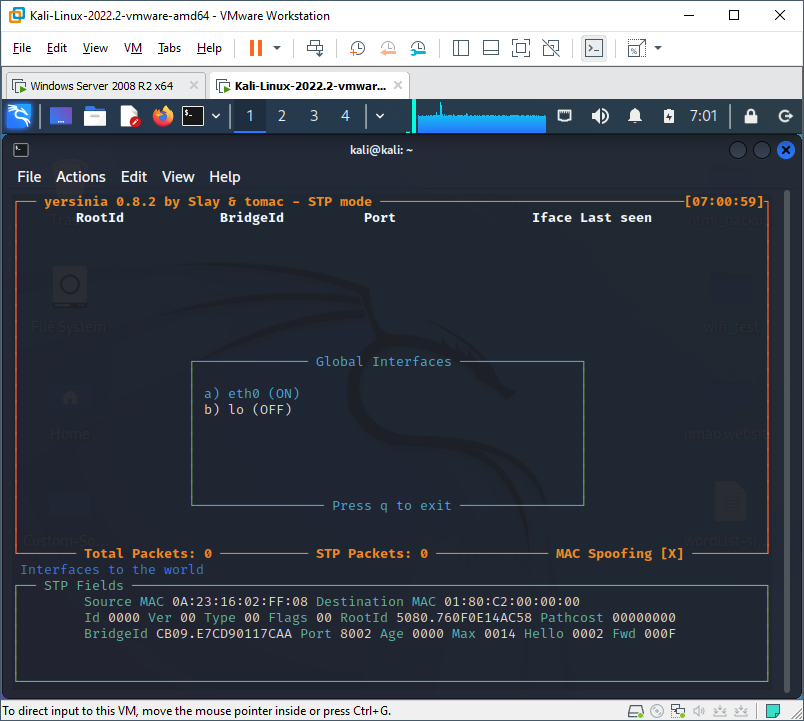 Kali-Linux-2022.2-vmware-amd64 - VMware Workstation
File Edit View VM Tabs Help
Windows Server 2008 R2 x64 Kali-Linux-2022.2-vmwar...
1 2 3 4 7:01
kali@kali: ~
File Actions Edit View Help
yersinia 0.8.2 by Slay & tomac - STP mode [07:00:59]
RootId BridgeId Port Iface Last seen
File System
win_test
Global Interfaces
a) eth0 (ON)
b) lo (OFF)
Home
nmap.website
Press q to exit
Total Packets: 0 STP Packets: 0 MAC Spoofing [X]
Interfaces to the world
STP Fields
Source MAC 0A:23:16:02:FF:08 Destination MAC 01:80:C2:00:00:00
Id 0000 Ver 00 Type 00 Flags 00 RootId 5080.760F0E14AC58 Pathcost 00000000
BridgeId CB09.E7CD90117CAA Port 8002 Age 0000 Max 0014 Hello 0002 Fwd 000F
To direct input to this VM, move the mouse pointer inside or press Ctrl+G.